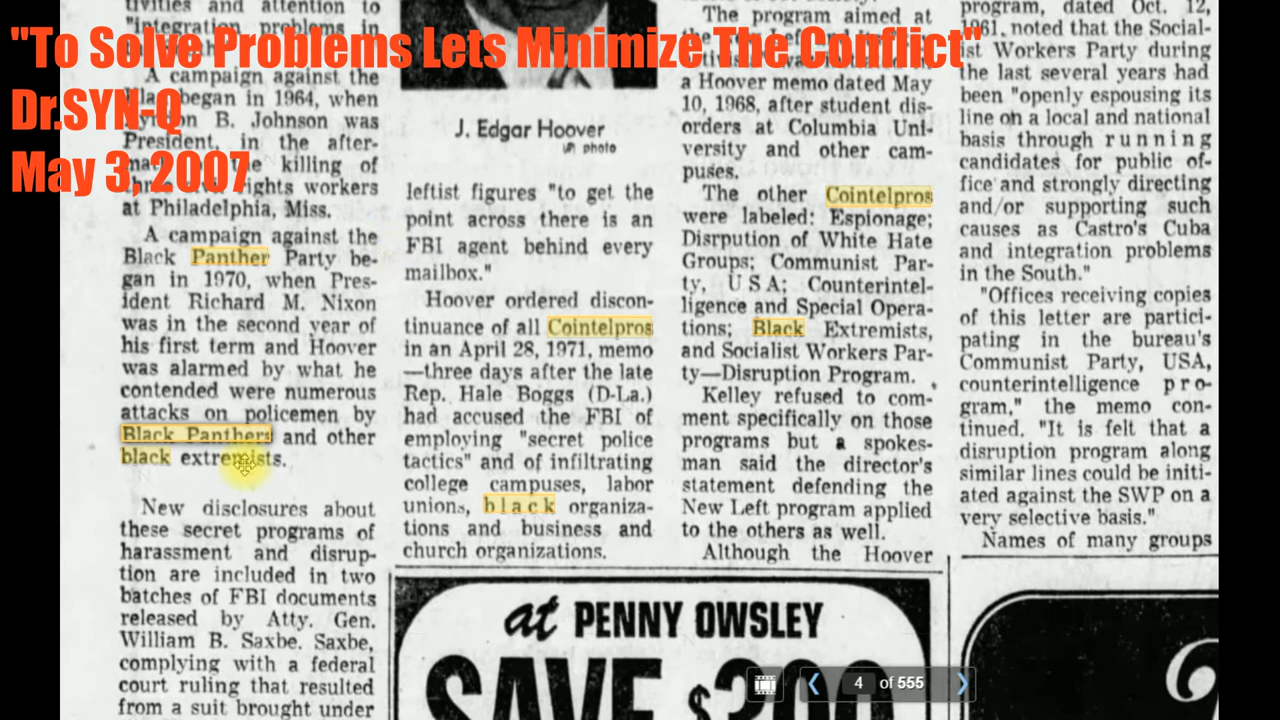 "To Solve Problems Lets Minimize The Conflict"
Dr.SYN-Q
May 3, 2007
tivities and attention to
"integration problems in
A campaign against the
began in 1964, when
B. Johnson was
President, in the after-
the killing of
rights workers
at Philadelphia, Miss.
A campaign against the
Black Panther Party be-
gan in 1970, when Pres-
ident Richard M. Nixon
was in the second year of
his first term and Hoover
was alarmed by what he
contended were numerous
attacks on policemen by
Black Panthers and other
black extremists.
New disclosures about
these secret programs of
harassment and disrup-
tion are included in two
batches of FBI documents
released by Atty. Gen.
William B. Saxbe. Saxbe,
complying with a federal
court ruling that resulted
from a suit brought under
J. Edgar Hoover
photo
leftist figures "to get the
point across there is an
FBI agent behind every
mailbox."
Hoover ordered discon-
tinuance of all Cointelpros
in an April 28, 1971, memo
—three days after the late
Rep. Hale Boggs (D-La.)
had accused the FBI of
employing "secret police
tactics" and of infiltrating
college campuses, labor
unions, black organiza-
tions and business and
church organizations.
The program aimed at
a Hoover memo dated May
10, 1968, after student dis-
orders at Columbia Uni-
versity and other cam-
puses.
The other Cointelpros
were labeled: Espionage;
Disrpution of White Hate
Groups; Communist Par-
ty, USA; Counterintel-
ligence and Special Opera-
tions; Black Extremists,
and Socialist Workers Par-
ty—Disruption Program.
Kelley refused to com-
ment specifically on those
programs but a spokes-
man said the director's
statement defending the
New Left program applied
to the others as well.
Although the Hoover
program, dated Oct. 12,
1961, noted that the Social-
ist Workers Party during
the last several years had
been "openly espousing its
line on a local and national
basis through running
candidates for public of-
fice and strongly directing
and/or supporting such
causes as Castro's Cuba
and integration problems
in the South."
"Offices receiving copies
of this letter are partici-
pating in the bureau's
Communist Party, USA,
counterintelligence pro-
gram," the memo con-
tinued. "It is felt that a
disruption program along
similar lines could be initi-
ated against the SWP on a
very selective basis."
Names of many groups
at PENNY OWSLEY
SAVE $300
4 of 555